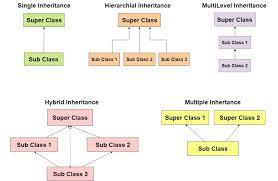 Single Inheritance
Hierarchial Inheritance
MultiLevel Inheritance
Super Class
Super Class
Super Class
Sub Class 1
Sub Class
Sub Class 1
Sub Class 2
Sub Class 3
Sub Class 2
Hybrid Inheritance
Multiple Inheritance
Super Class
Super Class 1
Super Class 2
Sub Class 1
Sub Class 2
Sub Class
Sub Class 3